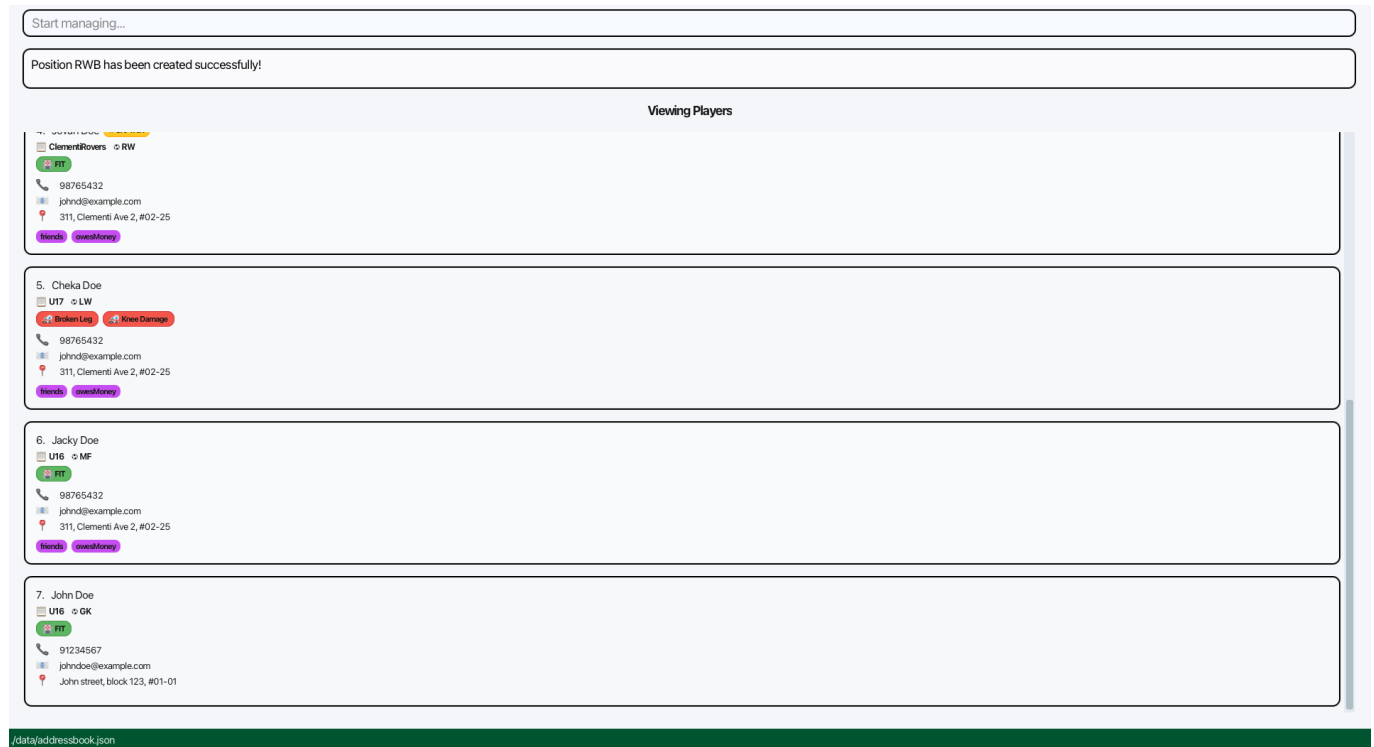 Start managing...
Position RWB has been created successfully!
Viewing Players
4. Jovan Doe
ClementiRovers RW
FIT
98765432
johnd@example.com
311, Clementi Ave 2, #02-25
friends owesMoney
5. Cheka Doe
U17 LW
Broken Leg Knee Damage
98765432
johnd@example.com
311, Clementi Ave 2, #02-25
friends owesMoney
6. Jacky Doe
U16 MF
FIT
98765432
johnd@example.com
311, Clementi Ave 2, #02-25
friends owesMoney
7. John Doe
U16 GK
FIT
91234567
johndoe@example.com
John street, block 123, #01-01
/data/addressbook.json